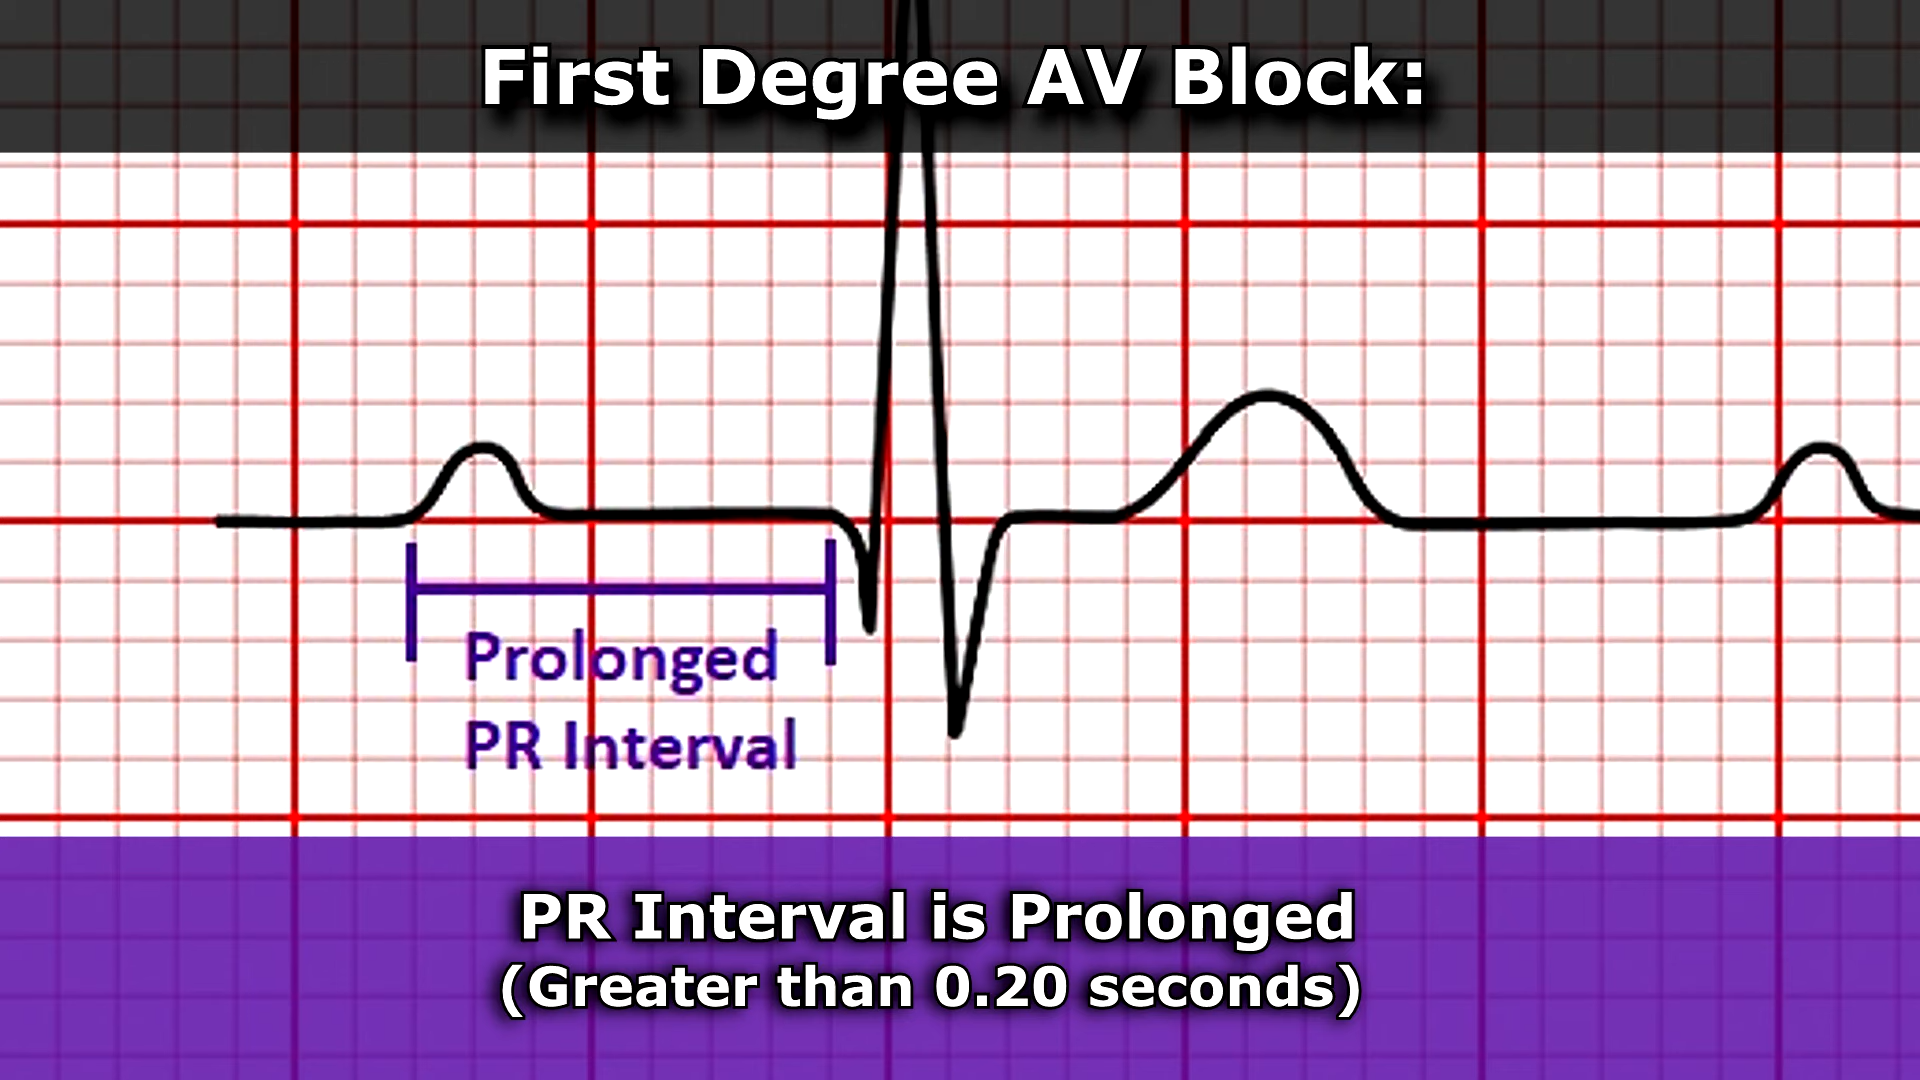 First Degree AV Block:
Prolonged
PR Interval
PR Interval is Prolonged
(Greater than 0.20 seconds)